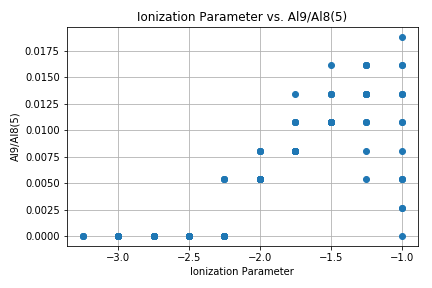 Ionization Parameter vs. Al9/Al8(5)
Al9/Al8(5)
0.0175
0.0150
0.0125
0.0100
0.0075
0.0050
0.0025
0.0000
−3.0 −2.5 −2.0 −1.5 −1.0
Ionization Parameter